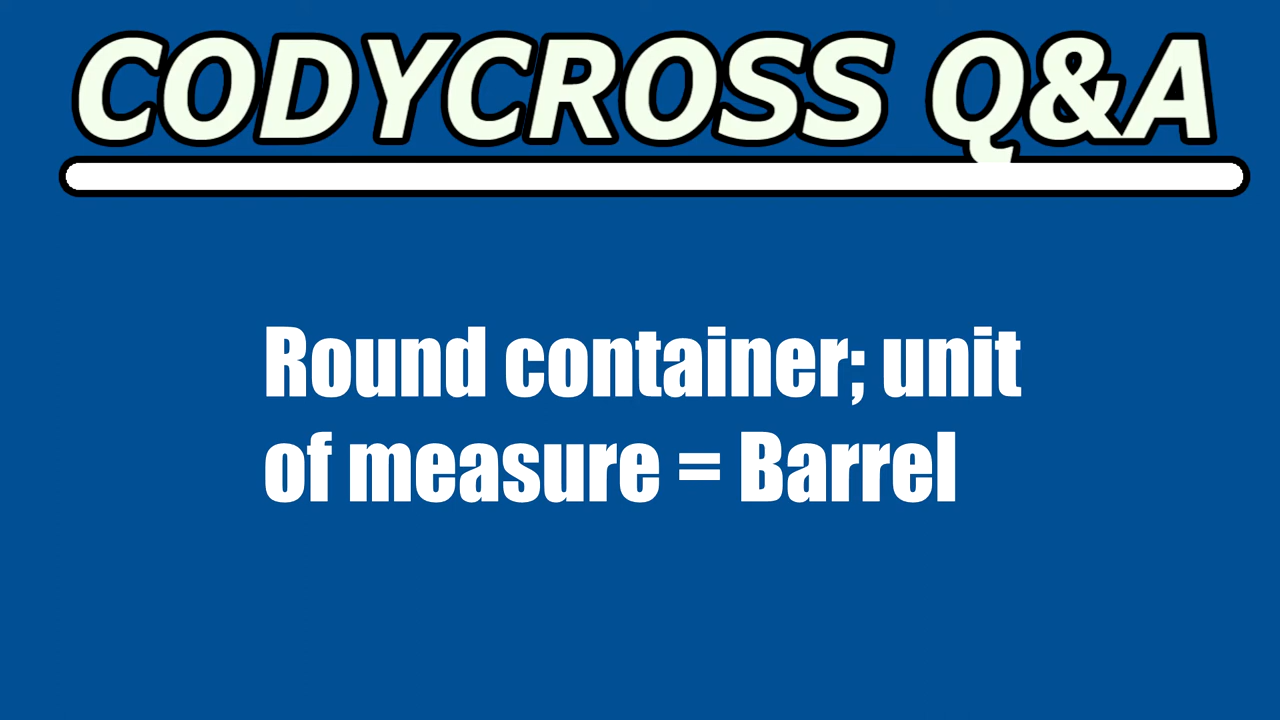 CODYCROSS Q&A
Round container; unit
of measure = Barrel